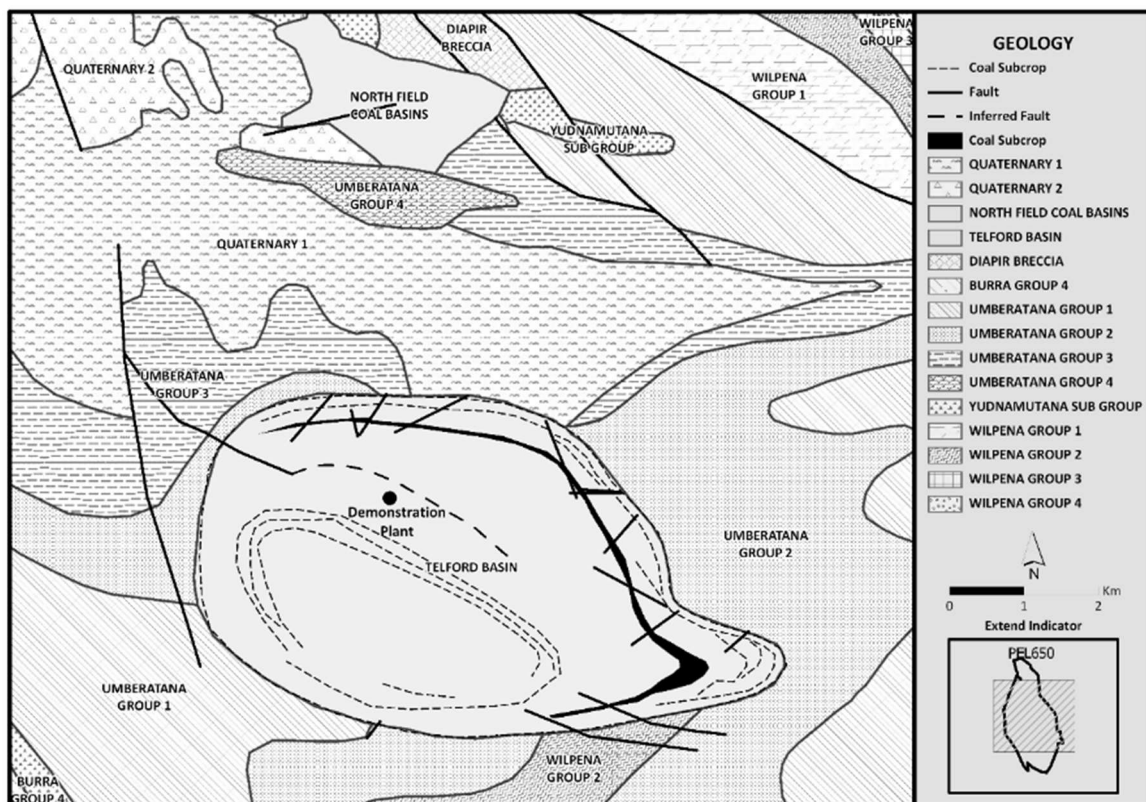 DIAPIR
BRECCIA
WILPENA
GROUP 3
QUATERNARY 2
WILPENA
GROUP 1
NORTH FIELD
COAL BASINS
YUDNAMUTANA
SUB GROUP
UMBERATANA
GROUP 4
QUATERNARY 1
UMBERATANA
GROUP 3
Demonstration
Plant
UMBERATANA
GROUP 2
TELFORD BASIN
UMBERATANA
GROUP 1
WILPENA
GROUP 2
BURRA
GROUP 4
GEOLOGY
Coal Subcrop
Fault
Inferred Fault
Coal Subcrop
QUATERNARY 1
QUATERNARY 2
NORTH FIELD COAL BASINS
TELFORD BASIN
DIAPIR BRECCIA
BURRA GROUP 4
UMBERATANA GROUP 1
UMBERATANA GROUP 2
UMBERATANA GROUP 3
UMBERATANA GROUP 4
YUDNAMUTANA SUB GROUP
WILPENA GROUP 1
WILPENA GROUP 2
WILPENA GROUP 3
WILPENA GROUP 4
N
Km
0 1 2
Extend Indicator
PEL650